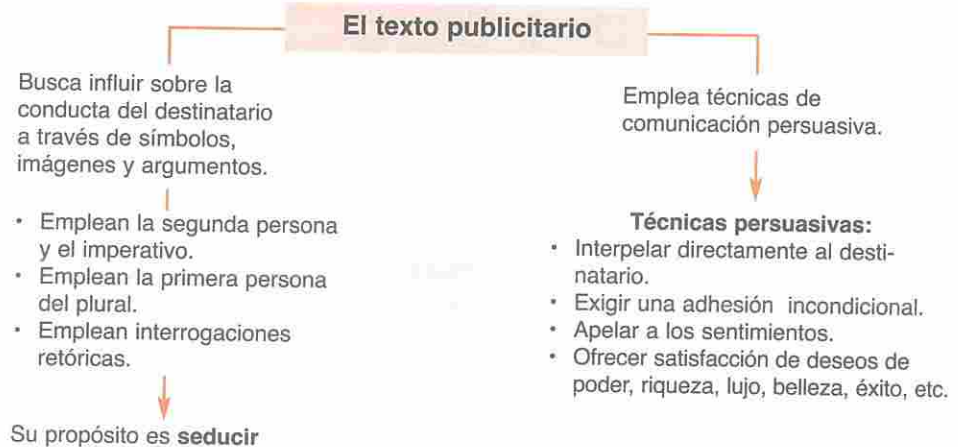 El texto publicitario
Busca influir sobre la
conducta del destinatario
a través de símbolos,
imágenes y argumentos.
• Emplean la segunda persona
y el imperativo.
• Emplean la primera persona
del plural.
• Emplean interrogaciones
retóricas.
Su propósito es seducir
Emplea técnicas de
comunicación persuasiva.
Técnicas persuasivas:
• Interpelar directamente al desti-
natario.
• Exigir una adhesión incondicional.
• Apelar a los sentimientos.
• Ofrecer satisfacción de deseos de
poder, riqueza, lujo, belleza, éxito, etc.